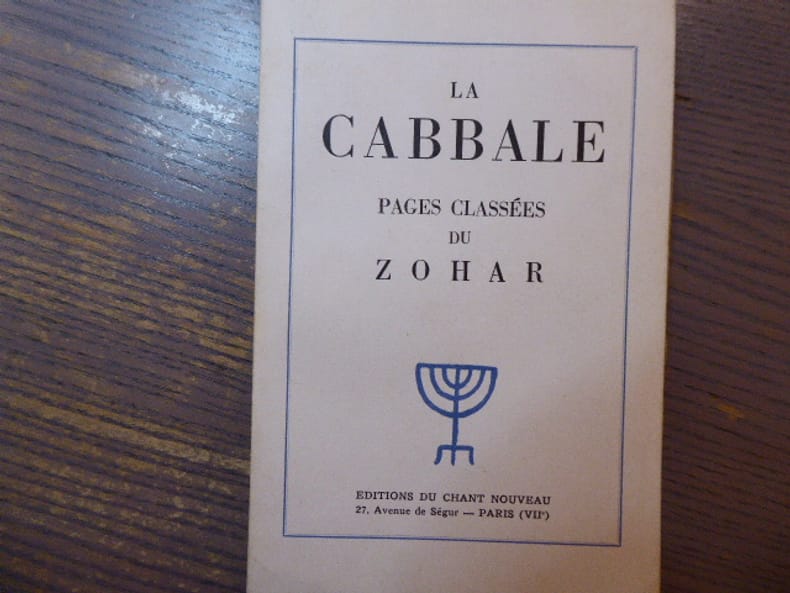 LA
CABBALE
PAGES CLASSÉES
DU
ZOHAR
EDITIONS DU CHANT NOUVEAU
27, Avenue de Ségur — PARIS (VIIᵉ)